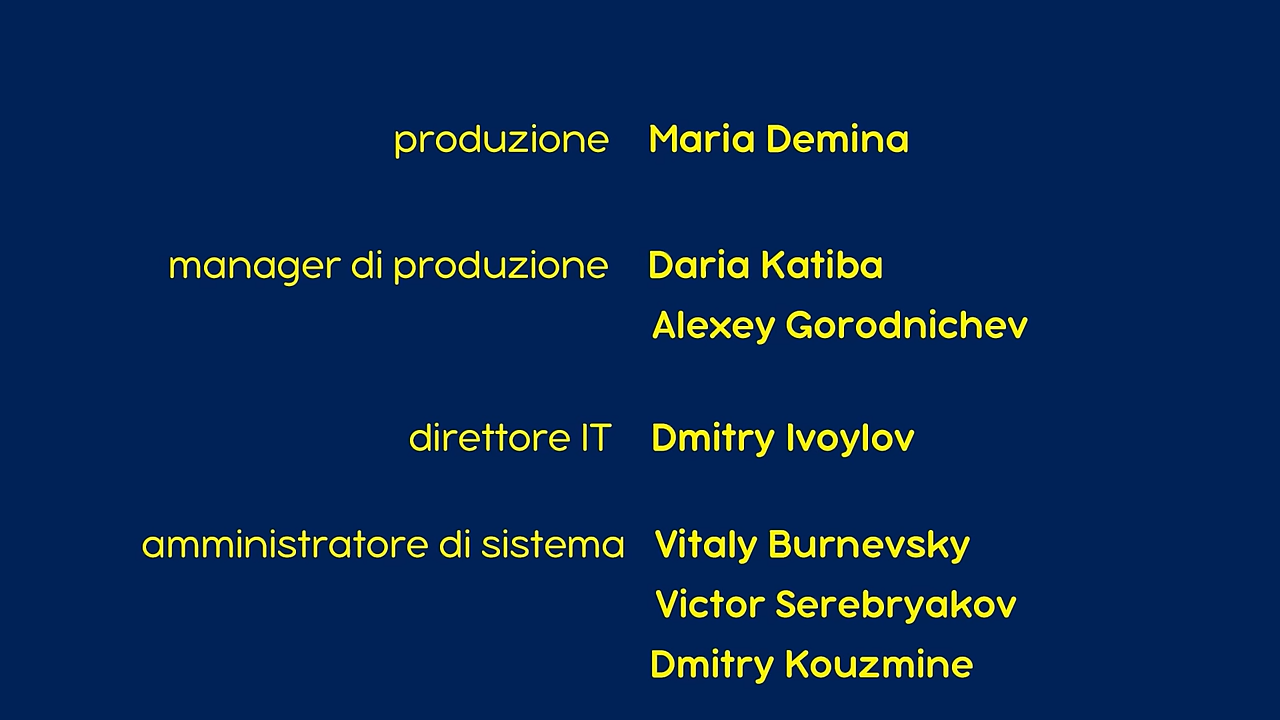 produzione Maria Demina
manager di produzione Daria Katiba
Alexey Gorodnichev
direttore IT Dmitry Ivoylov
amministratore di sistema Vitaly Burnevsky
Victor Serebryakov
Dmitry Kouzmine